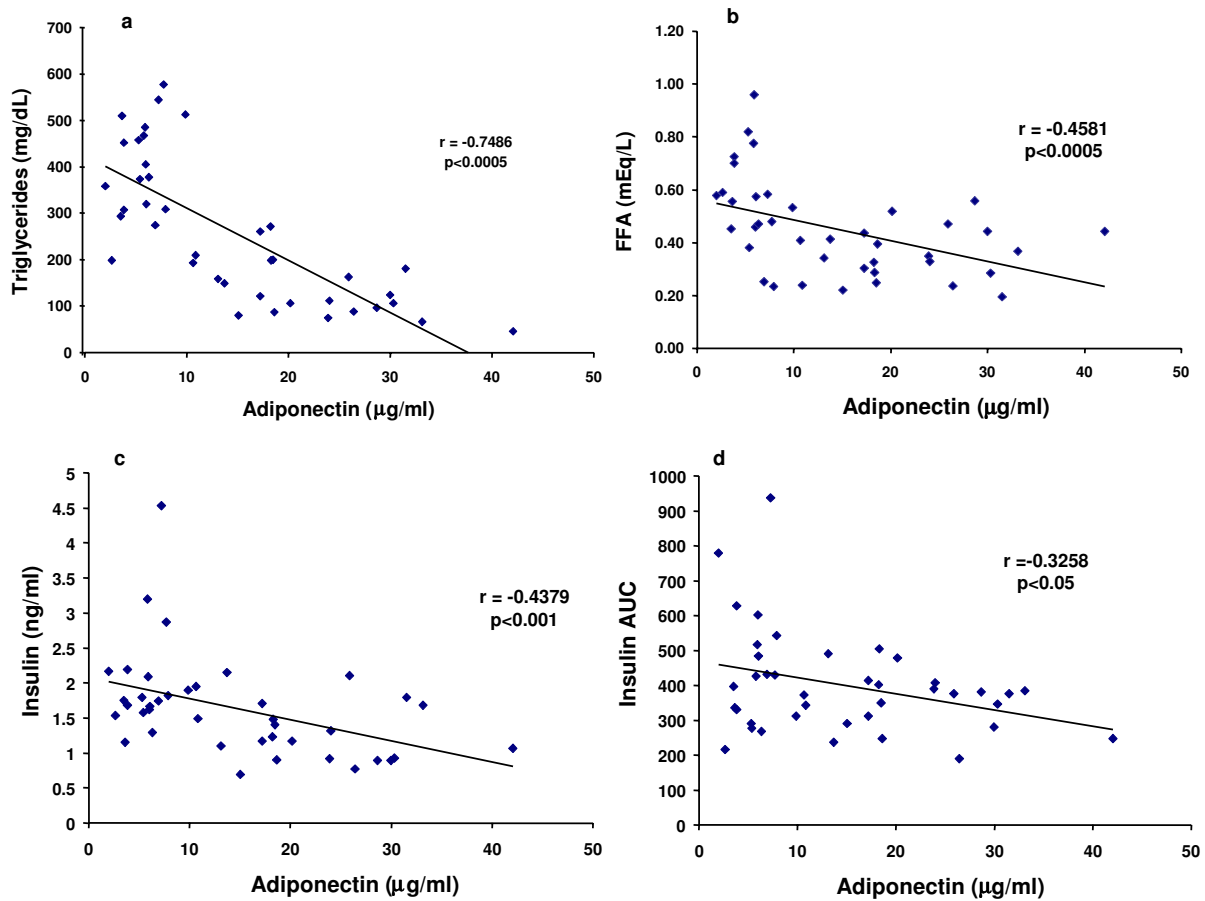 a
700
600
500
400
300
200
100
0
Triglycerides (mg/dL)
r = -0.7486
p<0.0005
0 10 20 30 40 50
Adiponectin (μg/ml)
b
1.20
1.00
0.80
0.60
0.40
0.20
0.00
FFA (mEq/L)
r = -0.4581
p<0.0005
0 10 20 30 40 50
Adiponectin (μg/ml)
c
5
4.5
4
3.5
3
2.5
2
1.5
1
0.5
0
Insulin (ng/ml)
r = -0.4379
p<0.001
0 10 20 30 40 50
Adiponectin (μg/ml)
d
1000
900
800
700
600
500
400
300
200
100
0
Insulin AUC
r =-0.3258
p<0.05
0 10 20 30 40 50
Adiponectin (μg/ml)